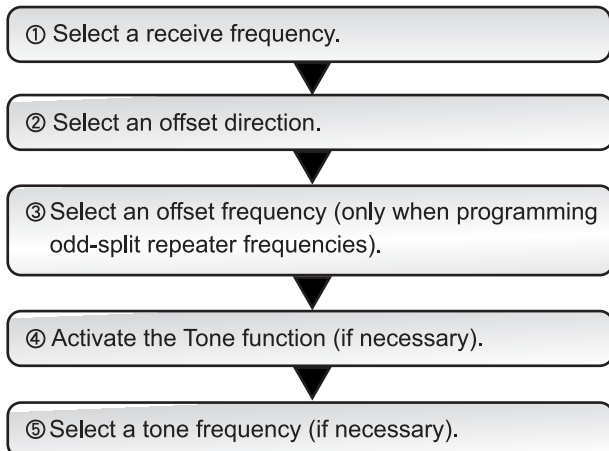 ① Select a receive frequency.
② Select an offset direction.
③ Select an offset frequency (only when programming
odd-split repeater frequencies).
④ Activate the Tone function (if necessary).
⑤ Select a tone frequency (if necessary).